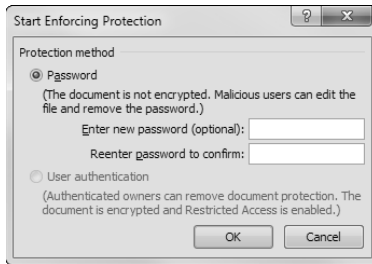 Start Enforcing Protection
Protection method
Password
(The document is not encrypted. Malicious users can edit the
file and remove the password.)
Enter new password (optional):
Reenter password to confirm:
User authentication
(Authenticated owners can remove document protection. The
document is encrypted and Restricted Access is enabled.)
OK Cancel